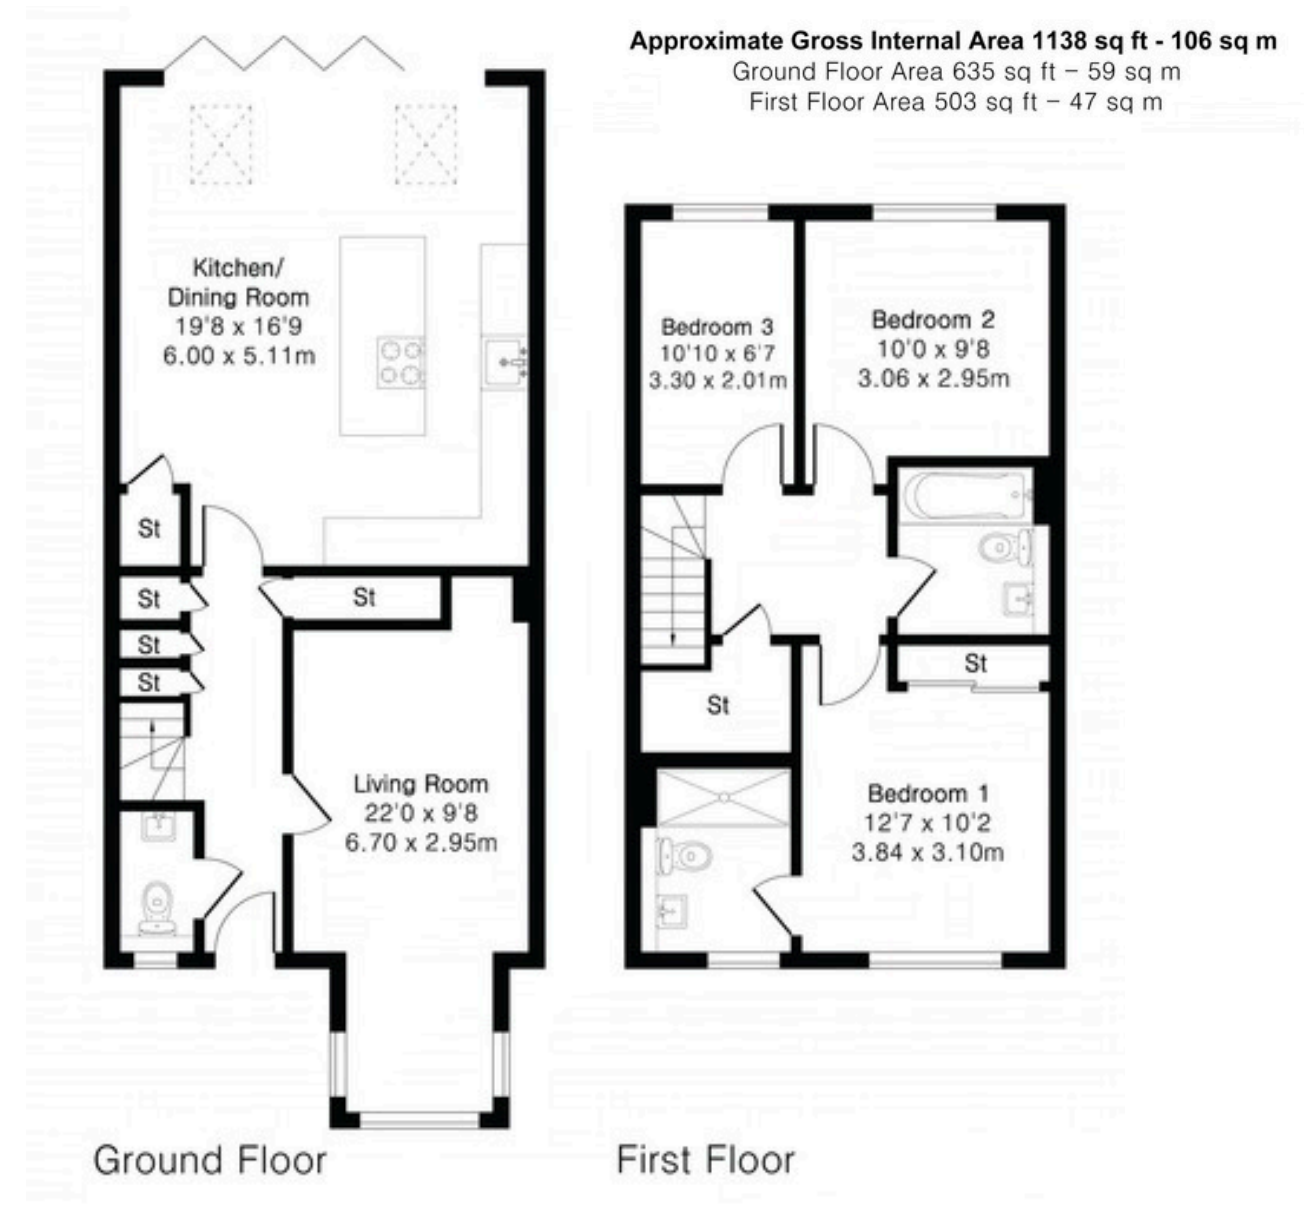 Approximate Gross Internal Area 1138 sq ft - 106 sq m
Ground Floor Area 635 sq ft – 59 sq m
First Floor Area 503 sq ft – 47 sq m
Kitchen/
Dining Room
19'8 x 16'9
6.00 x 5.11m
St
St
St
St
St
Living Room
22'0 x 9'8
6.70 x 2.95m
Ground Floor
Bedroom 3
10'10 x 6'7
3.30 x 2.01m
Bedroom 2
10'0 x 9'8
3.06 x 2.95m
St
St
Bedroom 1
12'7 x 10'2
3.84 x 3.10m
First Floor